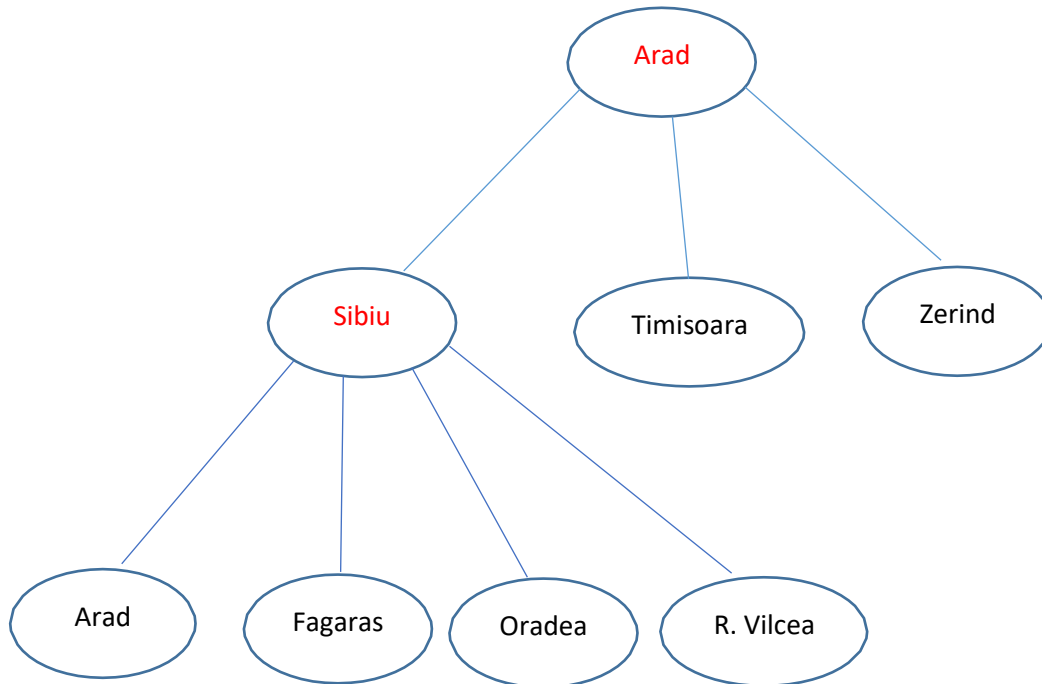 Arad
Sibiu
Timisoara
Zerind
Arad
Fagaras
Oradea
R. Vilcea